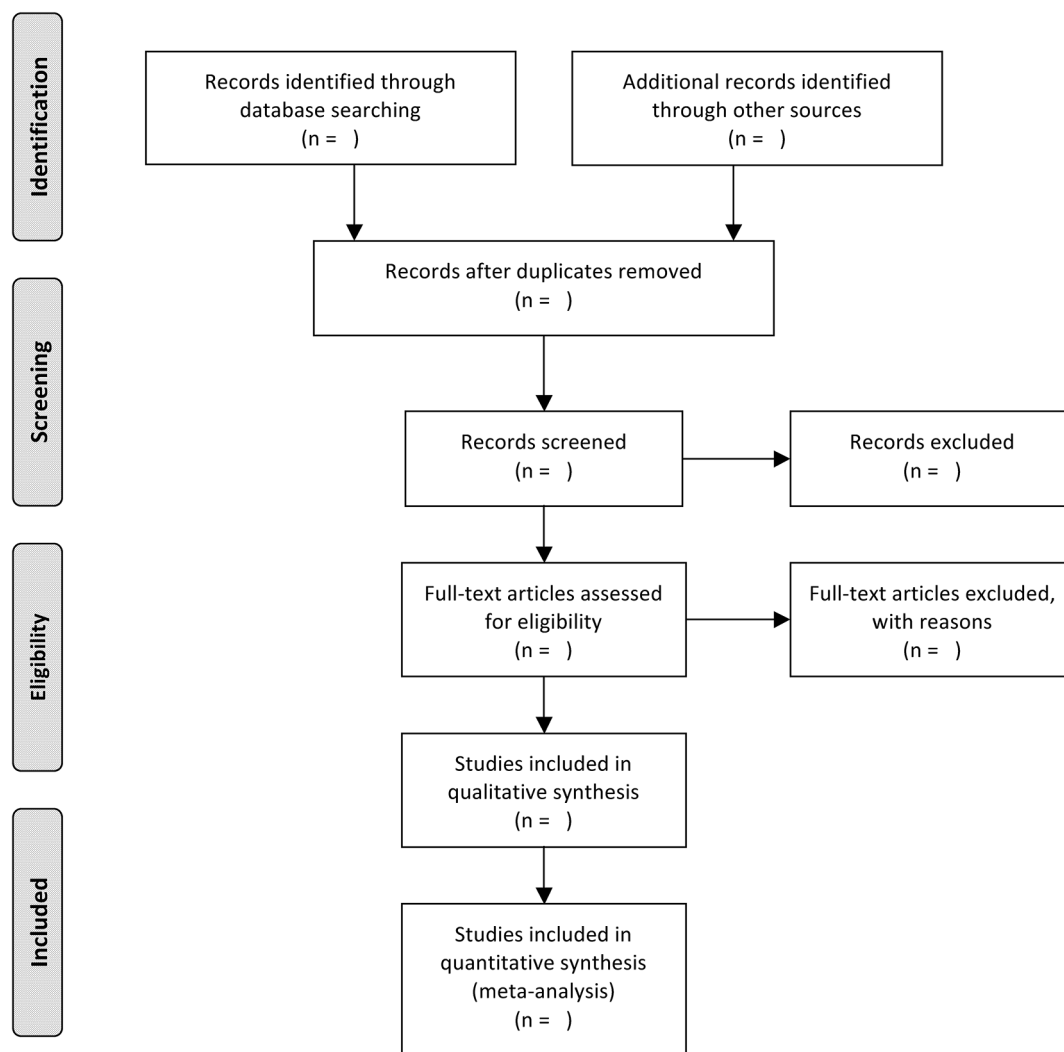 Identification
Records identified through
database searching
(n =   )
Additional records identified
through other sources
(n =   )
Records after duplicates removed
(n =   )
Screening
Records screened
(n =   )
Records excluded
(n =   )
Eligibility
Full-text articles assessed
for eligibility
(n =   )
Full-text articles excluded,
with reasons
(n =   )
Studies included in
qualitative synthesis
(n =   )
Included
Studies included in
quantitative synthesis
(meta-analysis)
(n =   )